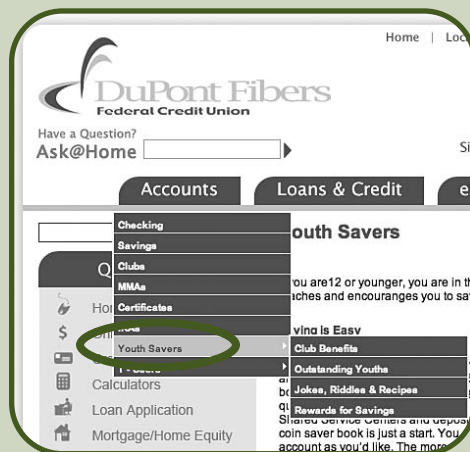 Home | Loc
DuPont Fibers
Federal Credit Union
Have a Question?
Ask@Home
Si
Accounts
Loans & Credit
e
Checking
Savings
Clubs
MMAs
Certificates
Youth Savers
Club Benefits
Outstanding Youths
Jokes, Riddles & Recipes
Rewards for Savings
outh Savers
ou are12 or younger, you are in th
aches and encouranges you to sa
ving is Easy
Shared Service Centers and deposi
coin saver book is just a start. You
account as you'd like. The more
Q
Ho
$
Calculators
Loan Application
Mortgage/Home Equity